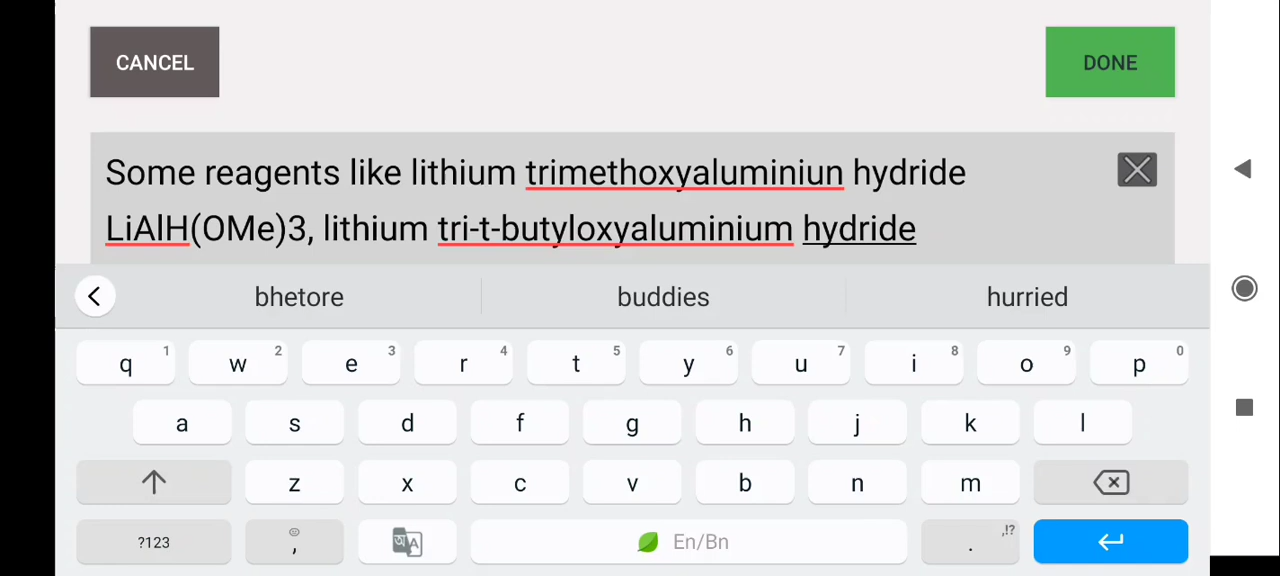 CANCEL
DONE
Some reagents like lithium trimethoxyaluminiun hydride
LiAlH(OMe)3, lithium tri-t-butyloxyaluminium hydride
bhetore buddies hurried
q 1 w 2 e 3 r 4 t 5 y 6 u 7 i 8 o 9 p 0
a s d f g h j k l
z x c v b n m
?123 , অ A En/Bn . ,!?